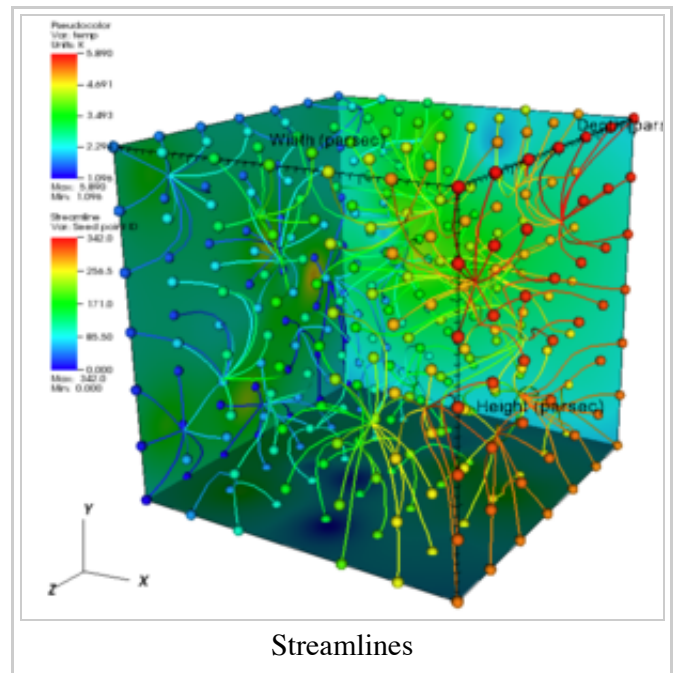 Pseudocolor
Var: temp
Units: K
5.890
4.691
3.493
2.294
1.096
Max: 5.890
Min: 1.096
Streamline
Var: Seed point ID
342.0
256.5
171.0
85.50
0.000
Max: 342.0
Min: 0.000
Width (parsec)
Depth (pars
Height (parsec)
Y
Z
X
Streamlines